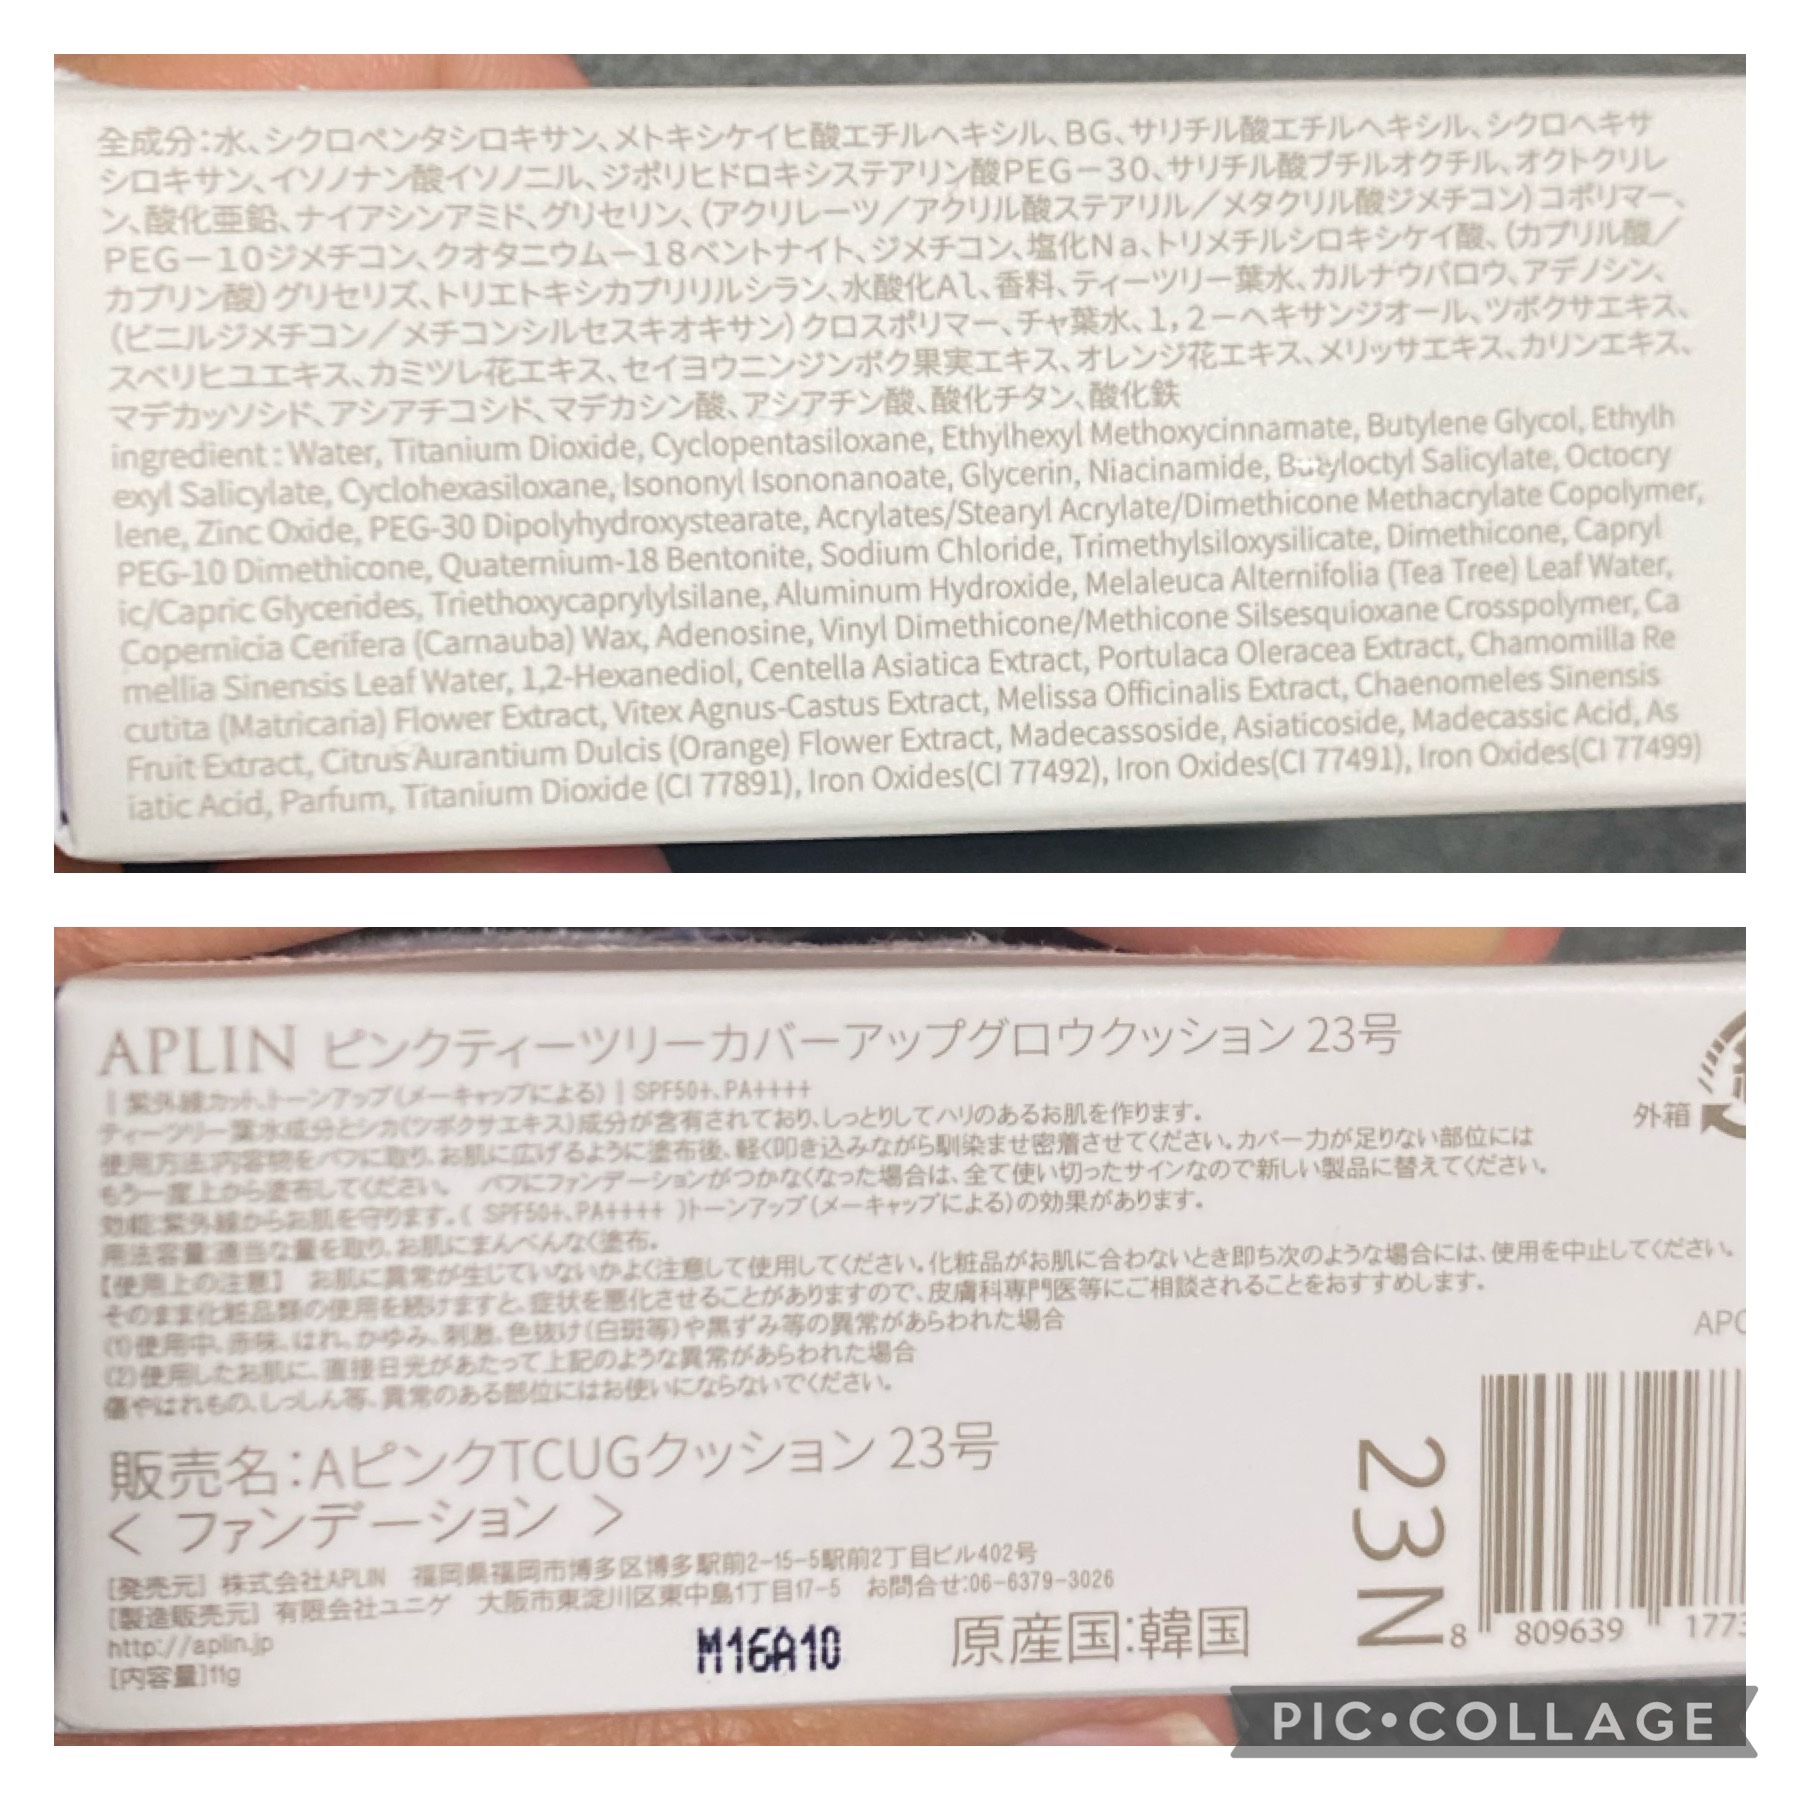 全成分：水、シクロペンタシロキサン、メトキシケイヒ酸エチルヘキシル、BG、サリチル酸エチルヘキシル、シクロヘキサ
シロキサン、イソノナン酸イソノニル、ジポリヒドロキシステアリン酸PEG－30、サリチル酸ブチルオクチル、オクトクリレ
ン、酸化亜鉛、ナイアシンアミド、グリセリン、（アクリレーツ／アクリル酸ステアリル／メタクリル酸ジメチコン）コポリマー、
PEG－10ジメチコン、クオタニウム－18ベントナイト、ジメチコン、塩化Na、トリメチルシロキシケイ酸、（カプリル酸／
カプリン酸）グリセリズ、トリエトキシカプリリルシラン、水酸化Al、香料、ティーツリー葉水、カルナウバロウ、アデノシン、
（ビニルジメチコン／メチコンシルセスキオキサン）クロスポリマー、チャ葉水、1，2－ヘキサンジオール、ツボクサエキス、
スベリヒユエキス、カミツレ花エキス、セイヨウニンジンボク果実エキス、オレンジ花エキス、メリッサエキス、カリンエキス、
マデカッソシド、アシアチコシド、マデカシン酸、アシアチン酸、酸化チタン、酸化鉄
ingredient : Water, Titanium Dioxide, Cyclopentasiloxane, Ethylhexyl Methoxycinnamate, Butylene Glycol, Ethylh
exyl Salicylate, Cyclohexasiloxane, Isononyl Isononanoate, Glycerin, Niacinamide, Butyloctyl Salicylate, Octocry
lene, Zinc Oxide, PEG-30 Dipolyhydroxystearate, Acrylates/Stearyl Acrylate/Dimethicone Methacrylate Copolymer,
PEG-10 Dimethicone, Quaternium-18 Bentonite, Sodium Chloride, Trimethylsiloxysilicate, Dimethicone, Capryl
ic/Capric Glycerides, Triethoxycaprylylsilane, Aluminum Hydroxide, Melaleuca Alternifolia (Tea Tree) Leaf Water,
Copernicia Cerifera (Carnauba) Wax, Adenosine, Vinyl Dimethicone/Methicone Silsesquioxane Crosspolymer, Ca
mellia Sinensis Leaf Water, 1,2-Hexanediol, Centella Asiatica Extract, Portulaca Oleracea Extract, Chamomilla Re
cutita (Matricaria) Flower Extract, Vitex Agnus-Castus Extract, Melissa Officinalis Extract, Chaenomeles Sinensis
Fruit Extract, Citrus Aurantium Dulcis (Orange) Flower Extract, Madecassoside, Asiaticoside, Madecassic Acid, As
iatic Acid, Parfum, Titanium Dioxide (CI 77891), Iron Oxides(CI 77492), Iron Oxides(CI 77491), Iron Oxides(CI 77499)
APLIN ピンクティーツリーカバーアップグロウクッション 23号
| 紫外線カット、トーンアップ（メーキャップによる） | SPF50+、PA++++
ティーツリー葉水成分とシカ（ツボクサエキス）成分が含有されており、しっとりしてハリのあるお肌を作ります。
使用方法:内容物をパフに取り、お肌に広げるように塗布後、軽く叩き込みながら馴染ませ密着させてください。カバー力が足りない部位には
もう一度上から塗布してください。 パフにファンデーションがつかなくなった場合は、全て使い切ったサインなので新しい製品に替えてください。
効能:紫外線からお肌を守ります。（ SPF50+、PA++++ ）トーンアップ（メーキャップによる）の効果があります。
用法容量:適当な量を取り、お肌にまんべんなく塗布。
【使用上の注意】 お肌に異常が生じていないかよく注意して使用してください。化粧品がお肌に合わないとき即ち次のような場合には、使用を中止してください。
そのまま化粧品類の使用を続けますと、症状を悪化させることがありますので、皮膚科専門医等にご相談されることをおすすめします。
(1)使用中、赤味、はれ、かゆみ、刺激、色抜け（白斑等）や黒ずみ等の異常があらわれた場合
(2)使用したお肌に、直接日光があたって上記のような異常があらわれた場合
傷やはれもの、しっしん等、異常のある部位にはお使いにならないでください。
販売名：AピンクTCUGクッション 23号
＜ ファンデーション ＞
[発売元] 株式会社APLIN 福岡県福岡市博多区博多駅前2-15-5駅前2丁目ビル402号
[製造販売元] 有限会社ユニゲ 大阪市東淀川区東中島1丁目17-5 お問合せ:06-6379-3026
http://aplin.jp
[内容量]11g
M16A10
原産国:韓国
外箱
APC
23N
8 809639 1773
PIC•COLLAGE